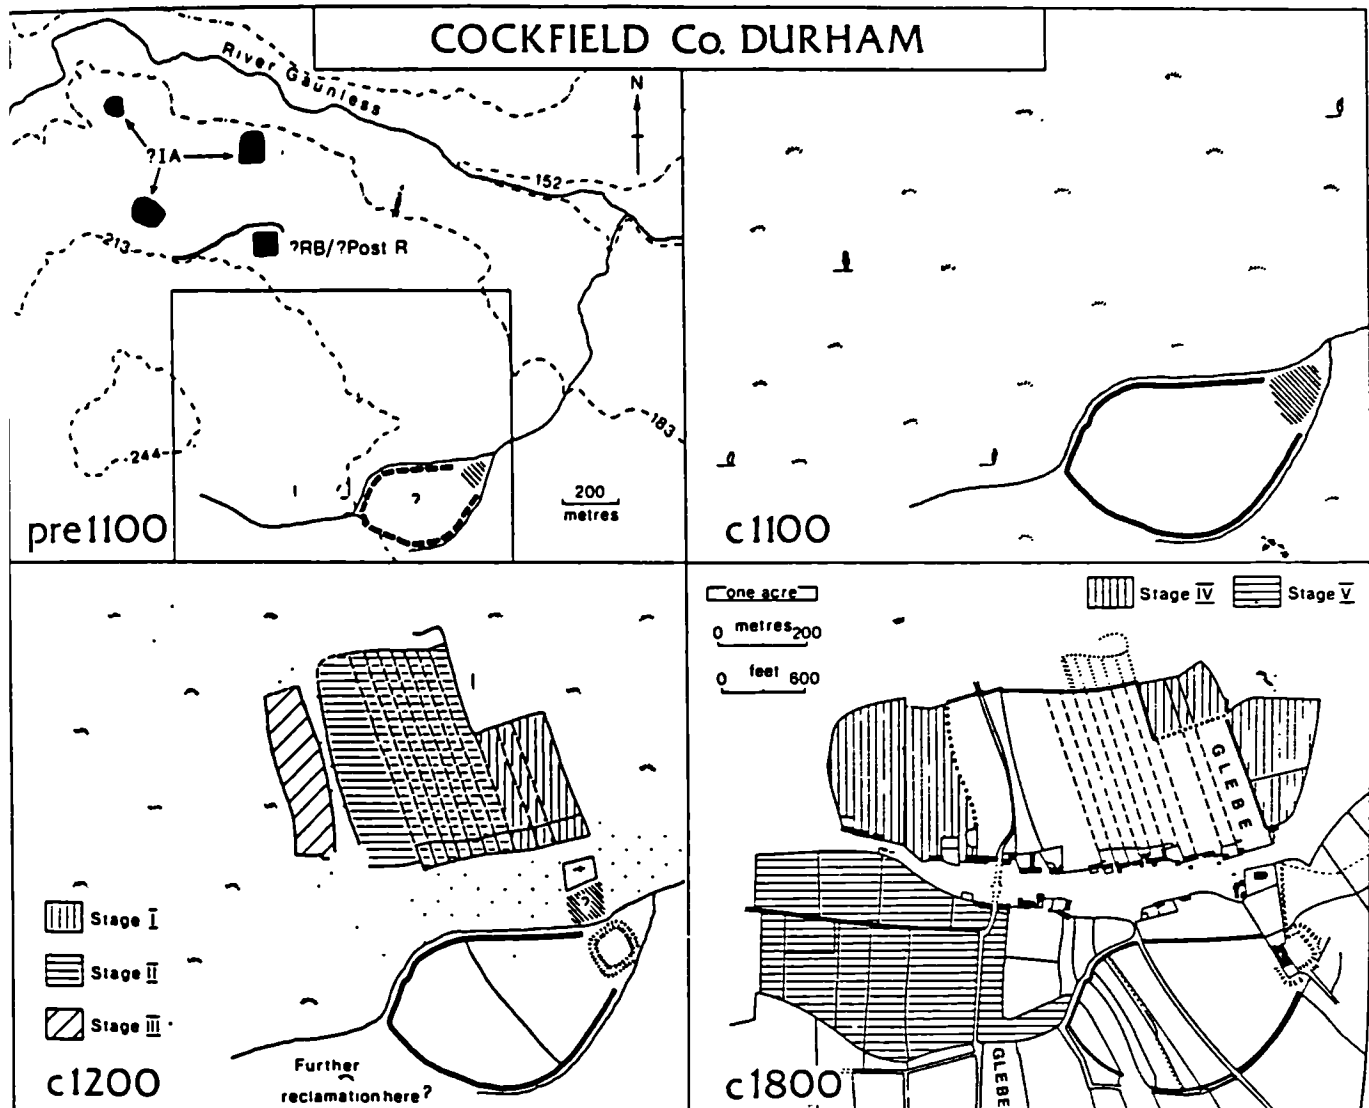 COCKFIELD Co. DURHAM
River Gaunless
N
?IA
152
213
?RB/?Post R
244
183
?
200
metres
pre1100
c1100
?
Stage I
Stage II
Stage III
Further
reclamation here?
c1200
one acre
0 metres 200
0 feet 600
Stage IV
Stage V
GLEBE
GLEBE
c1800